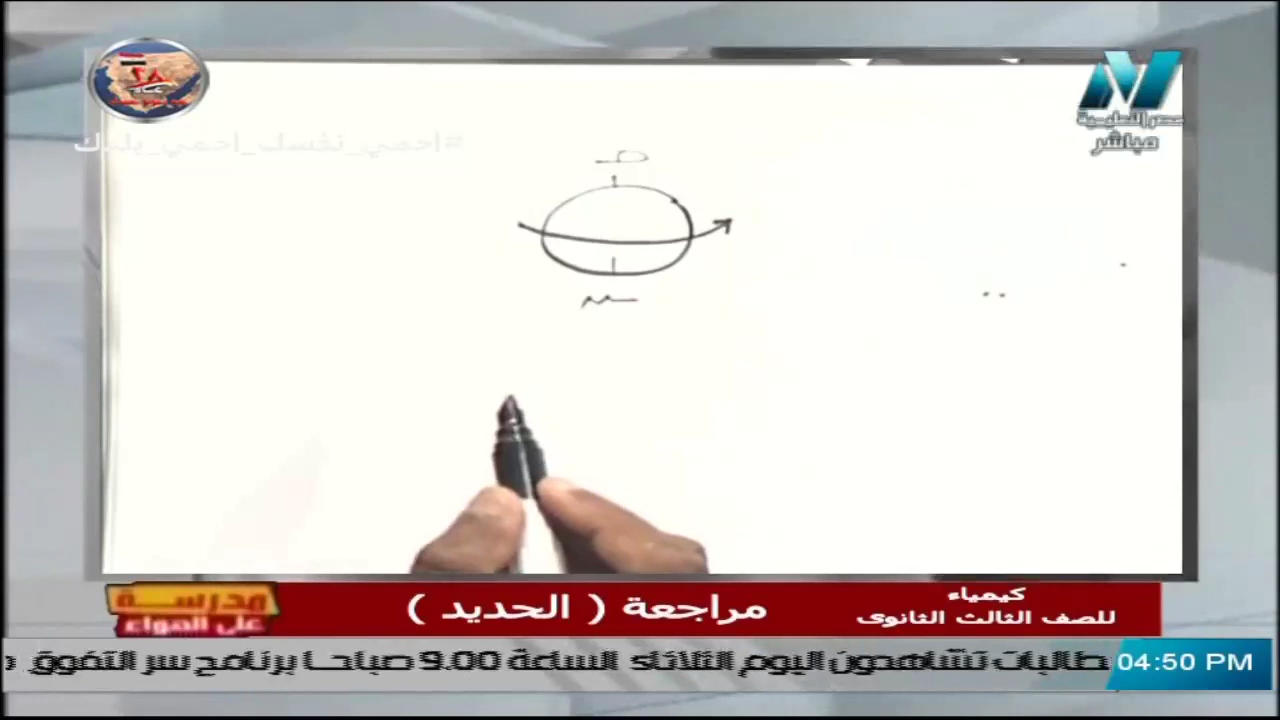 #احمي_نفسك_احمي_بلدك
مصر التعليمية
مباشر
ص
س
مدرسة
على الهواء
مراجعة ( الحديد )
كيمياء
للصف الثالث الثانوى
طالبات تشاهدون اليوم الثلاثاء الساعة 9.00 صباحا برنامج سر التفوق
04:50 PM